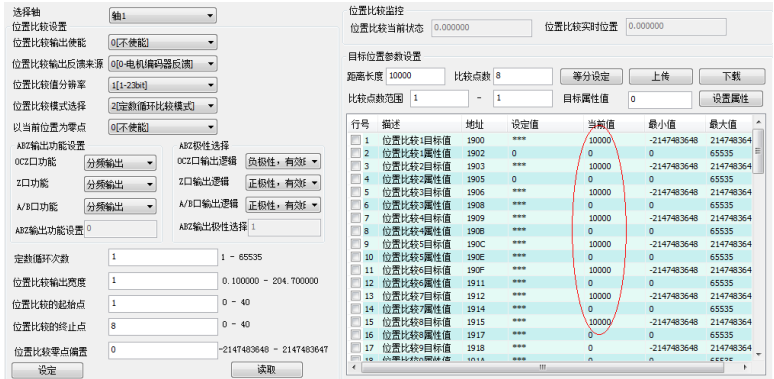 选择轴 轴1
位置比较设置
位置比较输出使能 0[不使能]
位置比较输出反馈来源 0[0-电机编码器反馈]
位置比较值分辨率 1[1-23bit]
位置比较模式选择 2[定数循环比较模式]
以当前位置为零点 0[不使能]
ABZ输出功能设置
OCZ口功能 分频输出
Z口功能 分频输出
A/B口功能 分频输出
ABZ输出功能设置 0
ABZ极性选择
OCZ口输出逻辑 负极性，有效
Z口输出逻辑 正极性，有效
A/B口输出逻辑 正极性，有效
ABZ输出极性选择 1
定数循环次数 1 1 - 65535
位置比较输出宽度 1 0.100000 - 204.700000
位置比较的起始点 1 0 - 40
位置比较的终止点 8 0 - 40
位置比较零点偏置 0 -2147483648 - 2147483647
设定 读取
位置比较监控
位置比较当前状态 0.000000 位置比较实时位置 0.000000
目标位置参数设置
距离长度 10000 比较点数 8 等分设定 上传 下载
比较点数范围 1 - 1 目标属性值 0 设置属性
行号 描述 地址 设定值 当前值 最小值 最大值
1 位置比较1目标值 1900 *** 10000 -2147483648 214748364
2 位置比较1属性值 1902 0 0 0 65535
3 位置比较2目标值 1903 *** 10000 -2147483648 214748364
4 位置比较2属性值 1905 0 0 0 65535
5 位置比较3目标值 1906 *** 10000 -2147483648 214748364
6 位置比较3属性值 1908 *** 0 0 65535
7 位置比较4目标值 1909 *** 10000 -2147483648 214748364
8 位置比较4属性值 190B *** 0 0 65535
9 位置比较5目标值 190C *** 10000 -2147483648 214748364
10 位置比较5属性值 190E *** 0 0 65535
11 位置比较6目标值 190F *** 10000 -2147483648 214748364
12 位置比较6属性值 1911 *** 0 0 65535
13 位置比较7目标值 1912 *** 10000 -2147483648 214748364
14 位置比较7属性值 1914 *** 0 0 65535
15 位置比较8目标值 1915 *** 10000 -2147483648 214748364
16 位置比较8属性值 1917 *** 0 0 65535
17 位置比较9目标值 1918 *** 0 -2147483648 214748364
18 位置比较9属性值 191A *** 0 0 65535